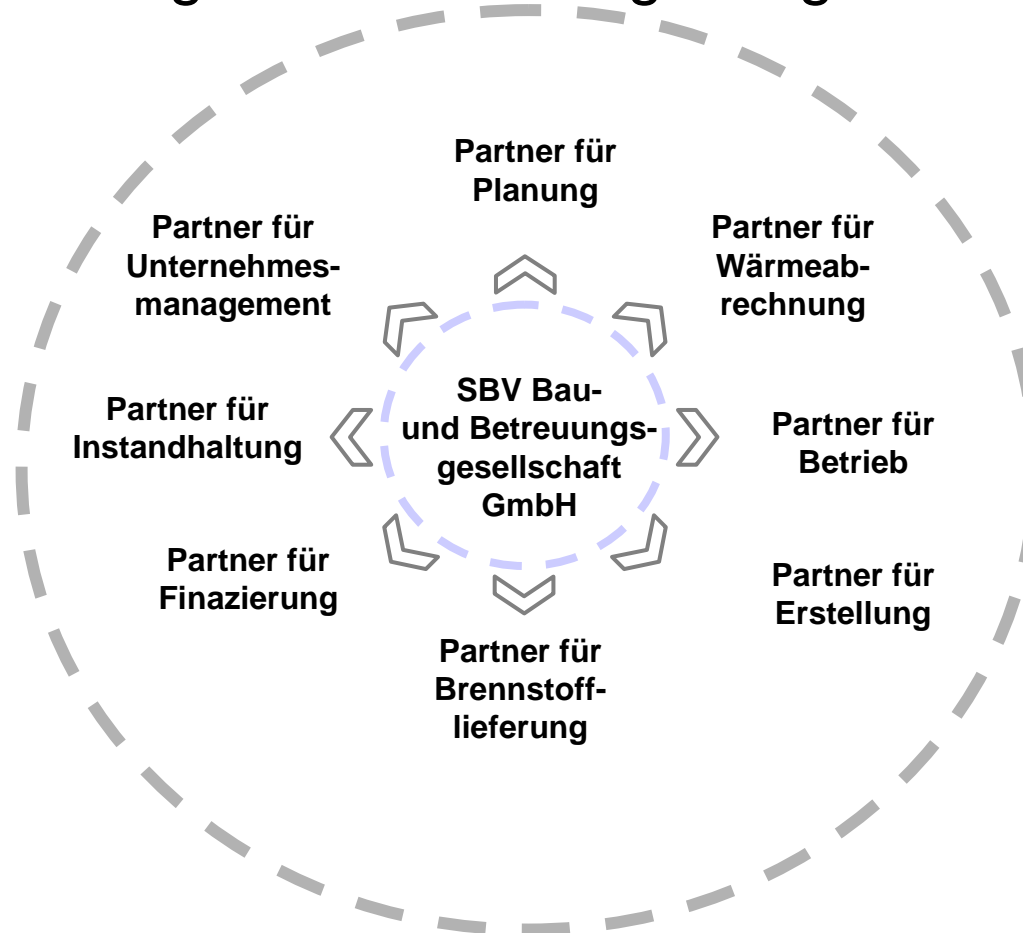 Partner für
Planung
Partner für
Unternehmes-
management
Partner für
Wärmeab-
rechnung
Partner für
Instandhaltung
SBV Bau-
und Betreuungs-
gesellschaft
GmbH
Partner für
Betrieb
Partner für
Finazierung
Partner für
Erstellung
Partner für
Brennstoff-
lieferung